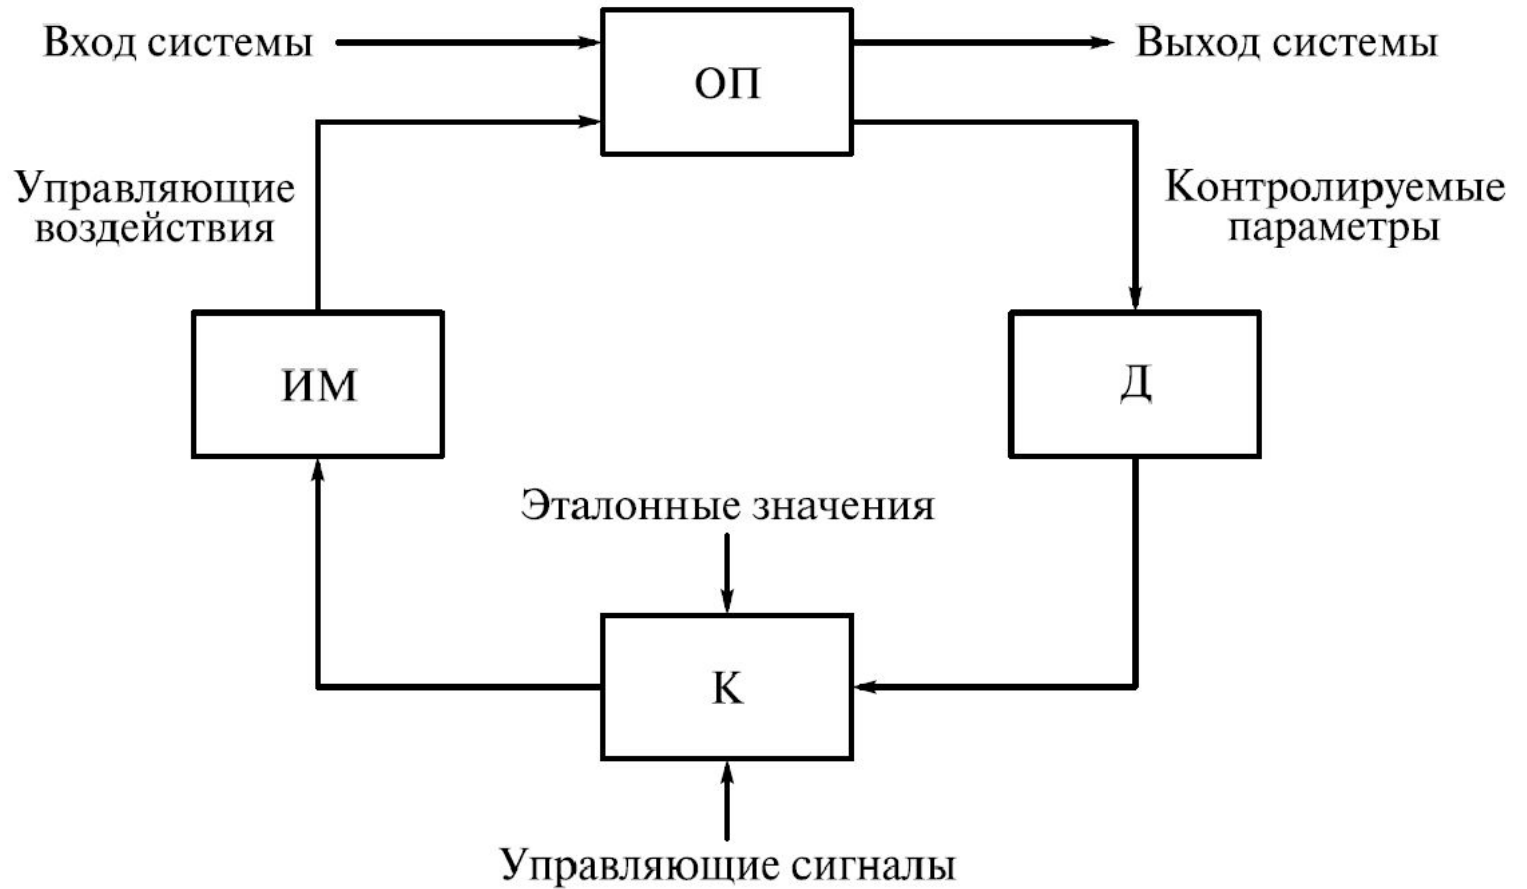 Вход системы
ОП
Выход системы
Управляющие
воздействия
Контролируемые
параметры
ИМ
Д
Эталонные значения
К
Управляющие сигналы